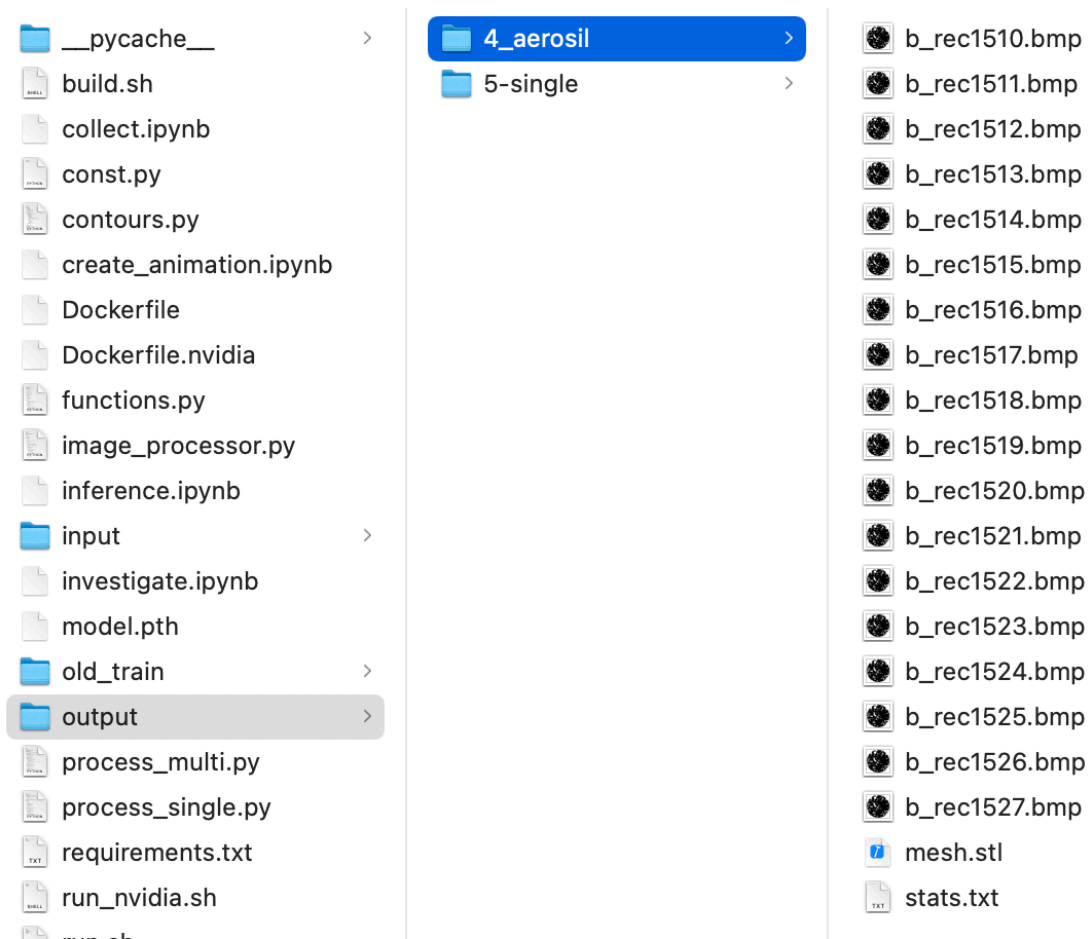 __pycache__
build.sh
collect.ipynb
const.py
contours.py
create_animation.ipynb
Dockerfile
Dockerfile.nvidia
functions.py
image_processor.py
inference.ipynb
input
investigate.ipynb
model.pth
old_train
output
process_multi.py
process_single.py
requirements.txt
run_nvidia.sh
4_aerosil
5-single
b_rec1510.bmp
b_rec1511.bmp
b_rec1512.bmp
b_rec1513.bmp
b_rec1514.bmp
b_rec1515.bmp
b_rec1516.bmp
b_rec1517.bmp
b_rec1518.bmp
b_rec1519.bmp
b_rec1520.bmp
b_rec1521.bmp
b_rec1522.bmp
b_rec1523.bmp
b_rec1524.bmp
b_rec1525.bmp
b_rec1526.bmp
b_rec1527.bmp
mesh.stl
stats.txt